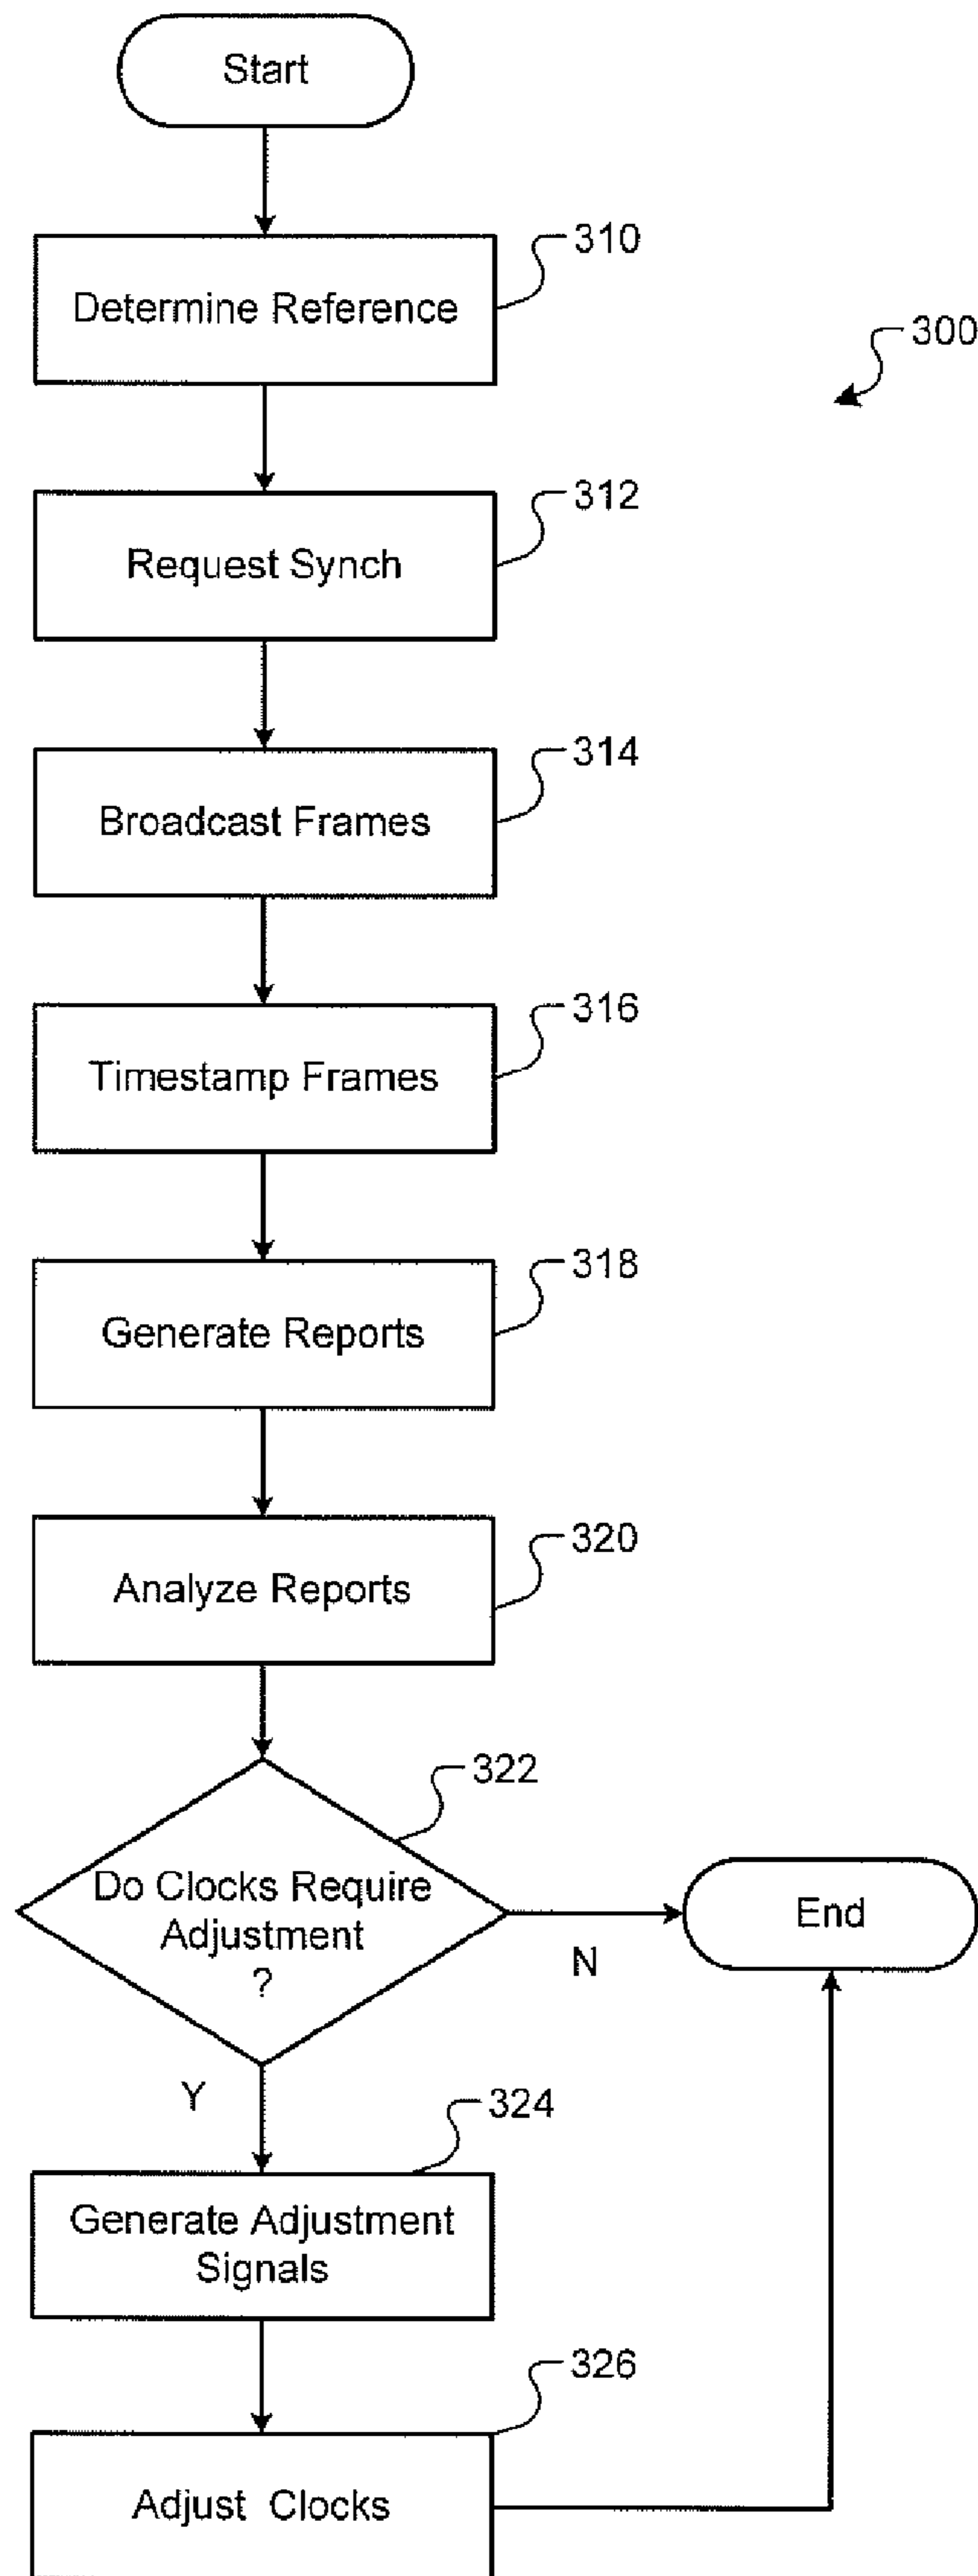 Start
310
Determine Reference
300
312
Request Synch
314
Broadcast Frames
316
Timestamp Frames
318
Generate Reports
320
Analyze Reports
322
Do Clocks Require
Adjustment
?
End
N
Y
324
Generate Adjustment
Signals
326
Adjust Clocks